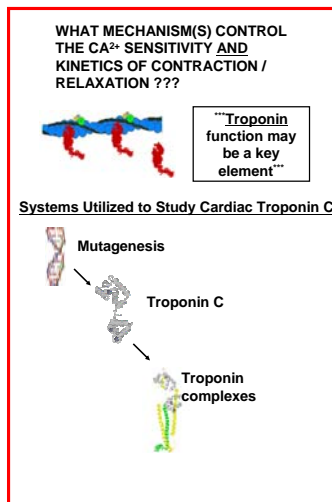 WHAT MECHANISM(S) CONTROL
THE CA²⁺ SENSITIVITY AND
KINETICS OF CONTRACTION /
RELAXATION ???
***Troponin
function may
be a key
element***
Systems Utilized to Study Cardiac Troponin C
Mutagenesis
Troponin C
Troponin
complexes